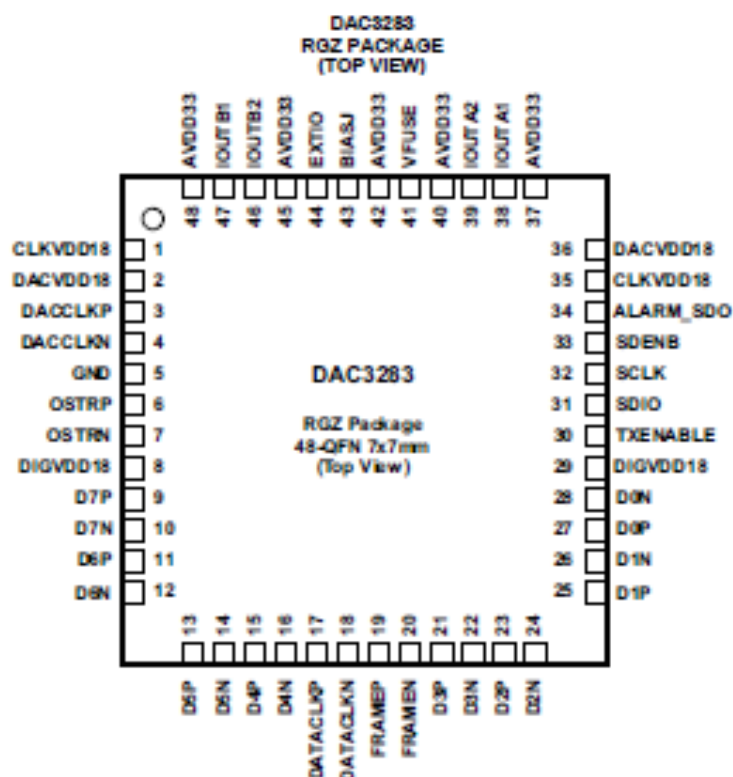 DAC3283
RGZ PACKAGE
(TOP VIEW)
AVDD33
IOUTB1
IOUTB2
AVDD33
EXTIO
BIASJ
AVDD33
VFUSE
AVDD33
IOUTA2
IOUTA1
AVDD33
48
47
46
45
44
43
42
41
40
39
38
37
CLKVDD18 1
DACVDD18 2
DACCLKP 3
DACCLKN 4
GND 5
OSTRP 6
OSTRN 7
DIGVDD18 8
D7P 9
D7N 10
D6P 11
D6N 12
DAC3283
RGZ Package
48-QFN 7x7mm
(Top View)
36 DACVDD18
35 CLKVDD18
34 ALARM_SDO
33 SDENB
32 SCLK
31 SDIO
30 TXENABLE
29 DIGVDD18
28 D0N
27 D0P
26 D1N
25 D1P
13
14
15
16
17
18
19
20
21
22
23
24
D5P
D5N
D4P
D4N
DATACLKP
DATACLKN
FRAMEP
FRAMEN
D3P
D3N
D2P
D2N